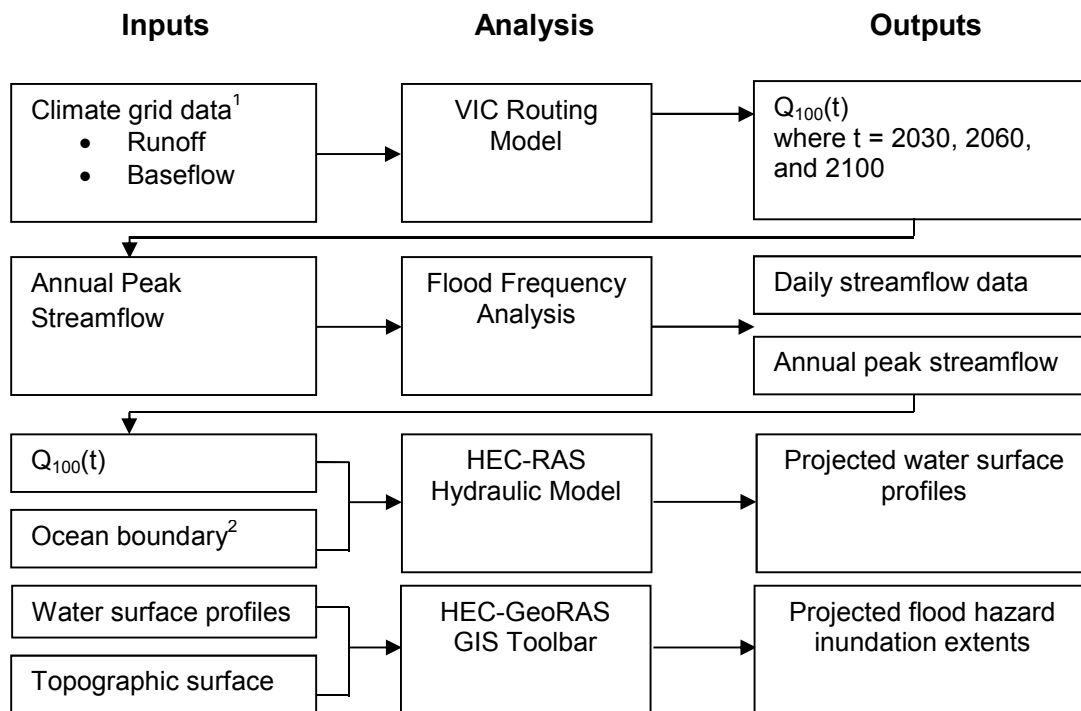 Inputs
Analysis
Outputs
Climate grid data¹
• Runoff
• Baseflow
VIC Routing
Model
Q₁₀₀(t)
where t = 2030, 2060,
and 2100
Annual Peak
Streamflow
Flood Frequency
Analysis
Daily streamflow data
Annual peak streamflow
Q₁₀₀(t)
Ocean boundary²
HEC-RAS
Hydraulic Model
Projected water surface
profiles
Water surface profiles
Topographic surface
HEC-GeoRAS
GIS Toolbar
Projected flood hazard
inundation extents